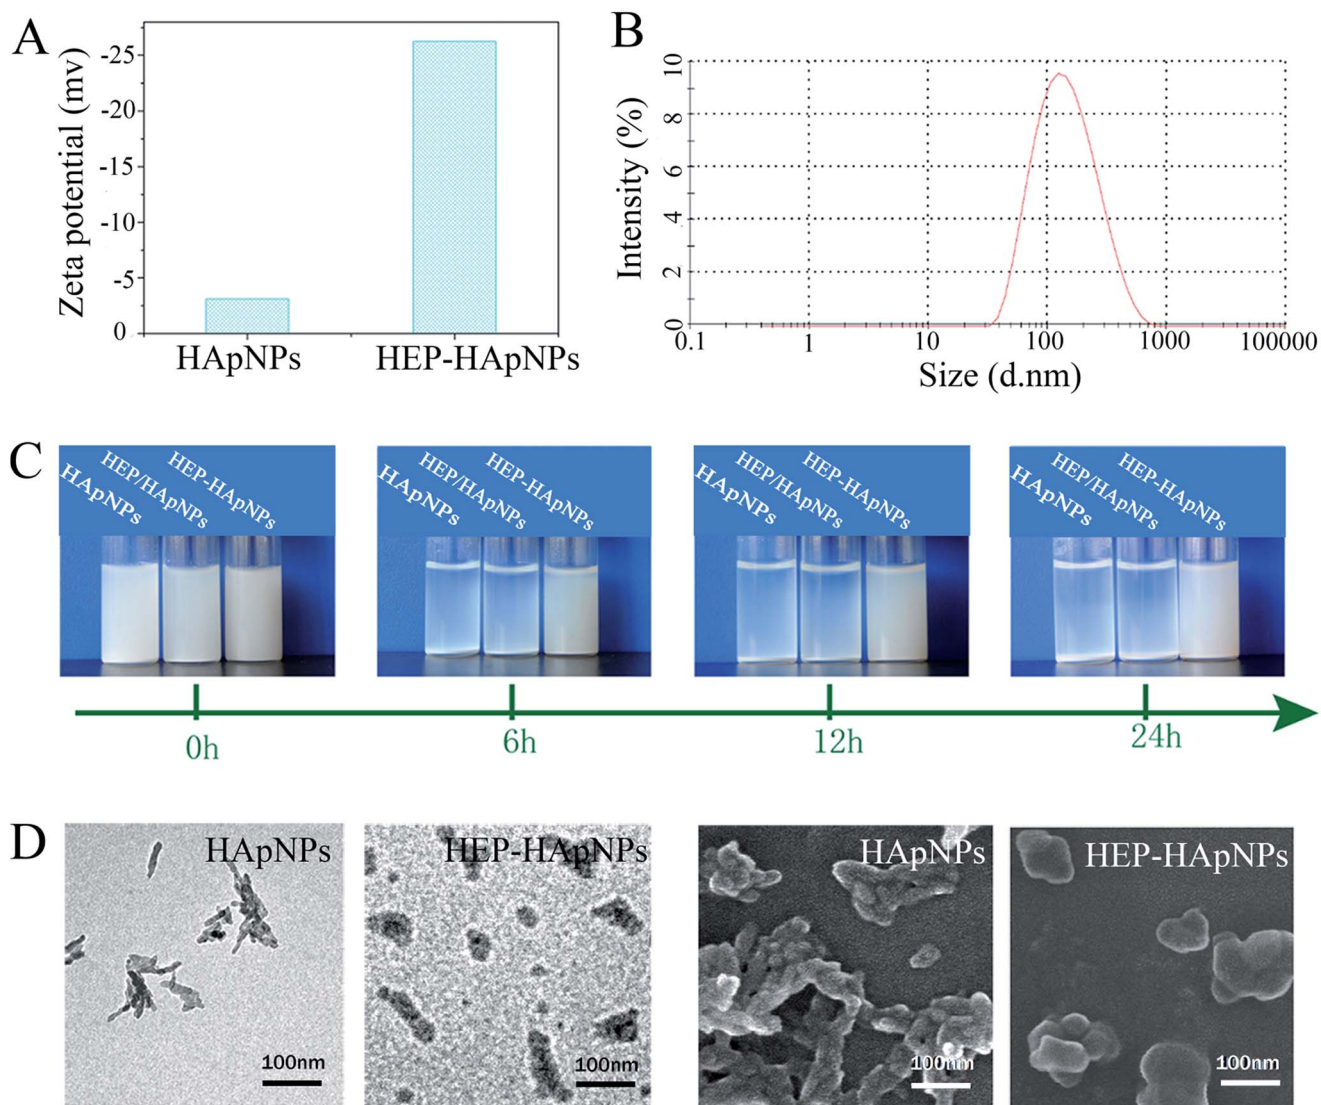 A
Zeta potential (mv)
-25
-20
-15
-10
-5
0
HApNPs
HEP-HApNPs
B
Intensity (%)
10
8
6
4
2
0
0.1
1
10
100
1000
100000
Size (d.nm)
C
HApNPs
HEP/HApNPs
HEP-HApNPs
HApNPs
HEP/HApNPs
HEP-HApNPs
HApNPs
HEP/HApNPs
HEP-HApNPs
HApNPs
HEP/HApNPs
HEP-HApNPs
0h
6h
12h
24h
D
HApNPs
100nm
HEP-HApNPs
100nm
HApNPs
100nm
HEP-HApNPs
100nm